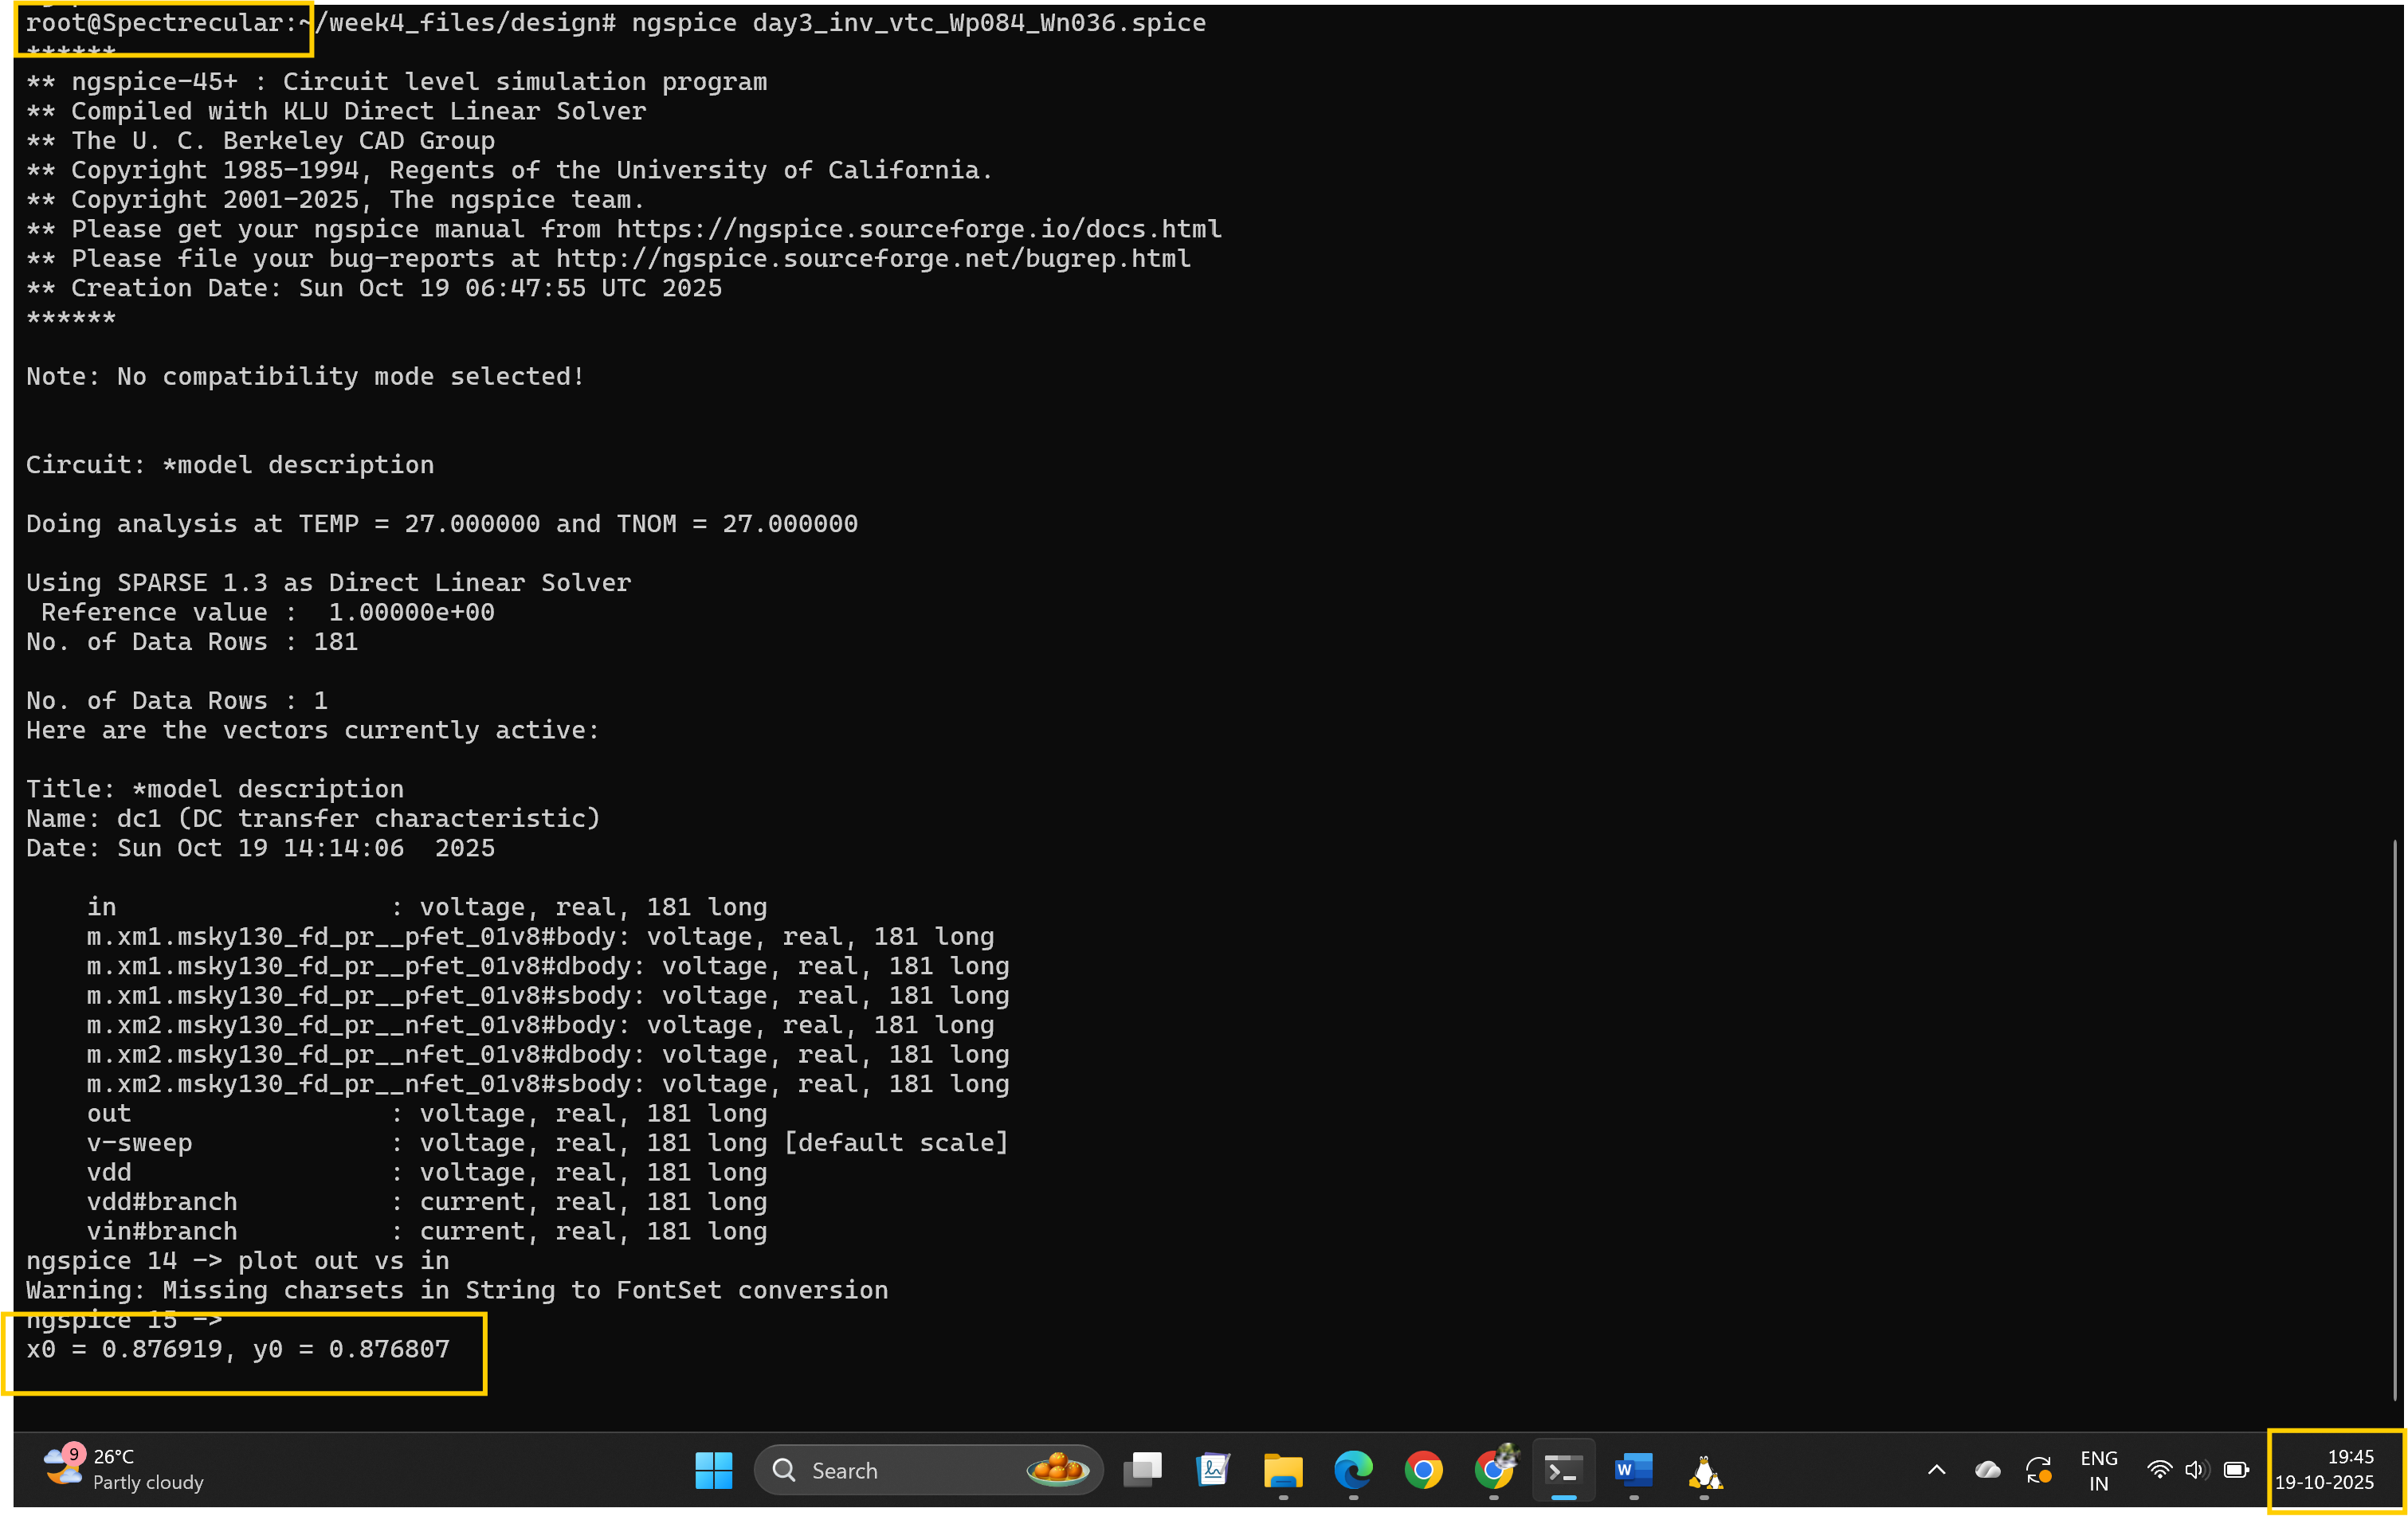 root@Spectrecular:~/week4_files/design# ngspice day3_inv_vtc_Wp084_Wn036.spice
******
** ngspice-45+ : Circuit level simulation program
** Compiled with KLU Direct Linear Solver
** The U. C. Berkeley CAD Group
** Copyright 1985-1994, Regents of the University of California.
** Copyright 2001-2025, The ngspice team.
** Please get your ngspice manual from https://ngspice.sourceforge.io/docs.html
** Please file your bug-reports at http://ngspice.sourceforge.net/bugrep.html
** Creation Date: Sun Oct 19 06:47:55 UTC 2025
******
Note: No compatibility mode selected!
Circuit: *model description
Doing analysis at TEMP = 27.000000 and TNOM = 27.000000
Using SPARSE 1.3 as Direct Linear Solver
Reference value :  1.00000e+00
No. of Data Rows : 181
No. of Data Rows : 1
Here are the vectors currently active:
Title: *model description
Name: dc1 (DC transfer characteristic)
Date: Sun Oct 19 14:14:06  2025
in                  : voltage, real, 181 long
m.xm1.msky130_fd_pr__pfet_01v8#body: voltage, real, 181 long
m.xm1.msky130_fd_pr__pfet_01v8#dbody: voltage, real, 181 long
m.xm1.msky130_fd_pr__pfet_01v8#sbody: voltage, real, 181 long
m.xm2.msky130_fd_pr__nfet_01v8#body: voltage, real, 181 long
m.xm2.msky130_fd_pr__nfet_01v8#dbody: voltage, real, 181 long
m.xm2.msky130_fd_pr__nfet_01v8#sbody: voltage, real, 181 long
out                 : voltage, real, 181 long
v-sweep             : voltage, real, 181 long [default scale]
vdd                 : voltage, real, 181 long
vdd#branch          : current, real, 181 long
vin#branch          : current, real, 181 long
ngspice 14 -> plot out vs in
Warning: Missing charsets in String to FontSet conversion
ngspice 15 ->
x0 = 0.876919, y0 = 0.876807
9
26°C
Partly cloudy
Search
W
ENG
IN
19:45
19-10-2025